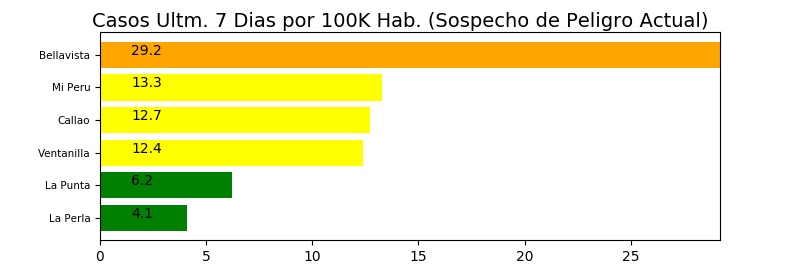 Casos Ultm. 7 Dias por 100K Hab. (Sospecho de Peligro Actual)
Bellavista 29.2
Mi Peru 13.3
Callao 12.7
Ventanilla 12.4
La Punta 6.2
La Perla 4.1
0 5 10 15 20 25